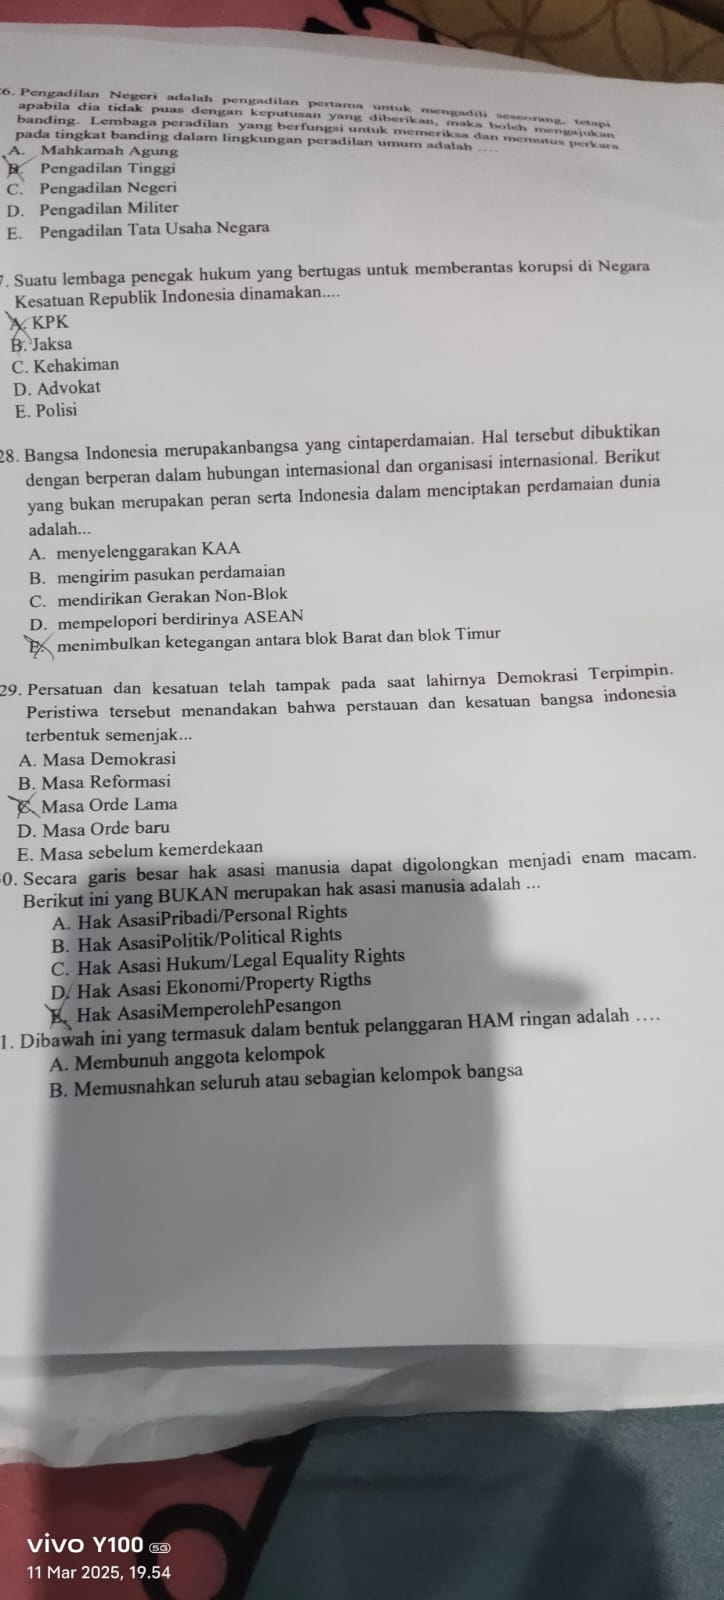 6. Pengadilan Negeri adalah pengadilan pertama untuk mengadili seseorang, tetapi
apabila dia tidak puas dengan keputusan yang diberikan, maka boleh mengajukan
banding. Lembaga peradilan yang berfungsi untuk memeriksa dan memutus perkara
pada tingkat banding dalam lingkungan peradilan umum adalah ....
A. Mahkamah Agung
B. Pengadilan Tinggi
C. Pengadilan Negeri
D. Pengadilan Militer
E. Pengadilan Tata Usaha Negara
7. Suatu lembaga penegak hukum yang bertugas untuk memberantas korupsi di Negara
Kesatuan Republik Indonesia dinamakan....
A. KPK
B. Jaksa
C. Kehakiman
D. Advokat
E. Polisi
28. Bangsa Indonesia merupakanbangsa yang cintaperdamaian. Hal tersebut dibuktikan
dengan berperan dalam hubungan internasional dan organisasi internasional. Berikut
yang bukan merupakan peran serta Indonesia dalam menciptakan perdamaian dunia
adalah...
A. menyelenggarakan KAA
B. mengirim pasukan perdamaian
C. mendirikan Gerakan Non-Blok
D. mempelopori berdirinya ASEAN
E. menimbulkan ketegangan antara blok Barat dan blok Timur
29. Persatuan dan kesatuan telah tampak pada saat lahirnya Demokrasi Terpimpin.
Peristiwa tersebut menandakan bahwa perstauan dan kesatuan bangsa indonesia
terbentuk semenjak...
A. Masa Demokrasi
B. Masa Reformasi
C. Masa Orde Lama
D. Masa Orde baru
E. Masa sebelum kemerdekaan
0. Secara garis besar hak asasi manusia dapat digolongkan menjadi enam macam.
Berikut ini yang BUKAN merupakan hak asasi manusia adalah ...
A. Hak AsasiPribadi/Personal Rights
B. Hak AsasiPolitik/Political Rights
C. Hak Asasi Hukum/Legal Equality Rights
D. Hak Asasi Ekonomi/Property Rigths
E. Hak AsasiMemperolehPesangon
1. Dibawah ini yang termasuk dalam bentuk pelanggaran HAM ringan adalah ....
A. Membunuh anggota kelompok
B. Memusnahkan seluruh atau sebagian kelompok bangsa
vivo Y100 5G
11 Mar 2025, 19.54